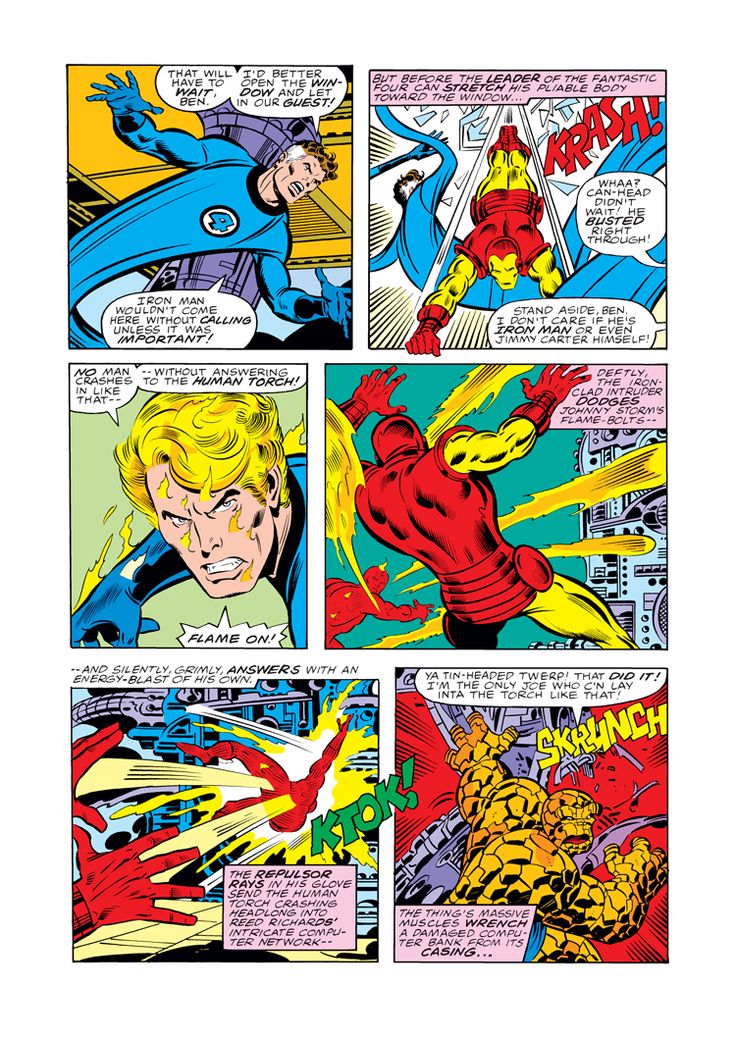 THAT WILL
HAVE TO
WAIT,
BEN.
I'D BETTER
OPEN THE WIN-
DOW AND LET
IN OUR GUEST!
4
IRON MAN
WOULDN'T COME
HERE WITHOUT CALLING
UNLESS IT WAS
IMPORTANT!
BUT BEFORE THE LEADER OF THE FANTASTIC
FOUR CAN STRETCH HIS PLIABLE BODY
TOWARD THE WINDOW...
KRASH!
WHAA?
CAN-HEAD
DIDN'T
WAIT! HE
BUSTED
RIGHT
THROUGH!
STAND ASIDE, BEN.
I DON'T CARE IF HE'S
IRON MAN OR EVEN
JIMMY CARTER HIMSELF!
NO MAN
CRASHES
IN LIKE
THAT--
--WITHOUT ANSWERING
TO THE HUMAN TORCH!
FLAME ON!
DEFTLY,
THE IRON-
CLAD INTRUDER
DODGES
JOHNNY STORM'S
FLAME-BOLTS--
--AND SILENTLY, GRIMLY, ANSWERS WITH AN
ENERGY-BLAST OF HIS OWN.
KTOK!
THE REPULSOR
RAYS IN HIS GLOVE
SEND THE HUMAN
TORCH CRASHING
HEADLONG INTO
REED RICHARDS'
INTRICATE COMPU-
TER NETWORK--
YA TIN-HEADED TWERP! THAT DID IT!
I'M THE ONLY JOE WHO C'N LAY
INTA THE TORCH LIKE THAT!
SKRUNCH
THE THING'S MASSIVE
MUSCLES WRENCH
A DAMAGED COMPU-
TER BANK FROM ITS
CASING...